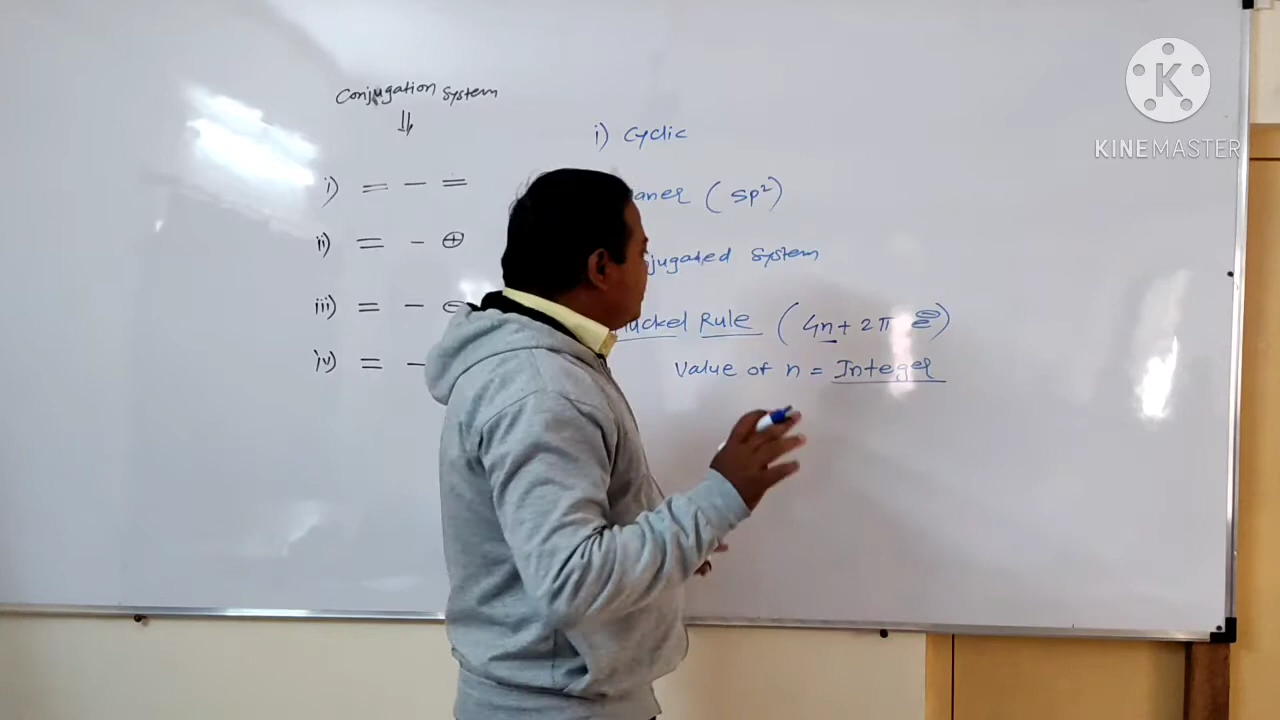 Conjugation System
⇓
i) = - =
ii) = - ⊕
iii) = - ⊖
iv) = -
i) Cyclic
aner (sp²)
jugated System
Huckel Rule (4n+2π e⊖)
Value of n = Integer
K
KINEMASTER